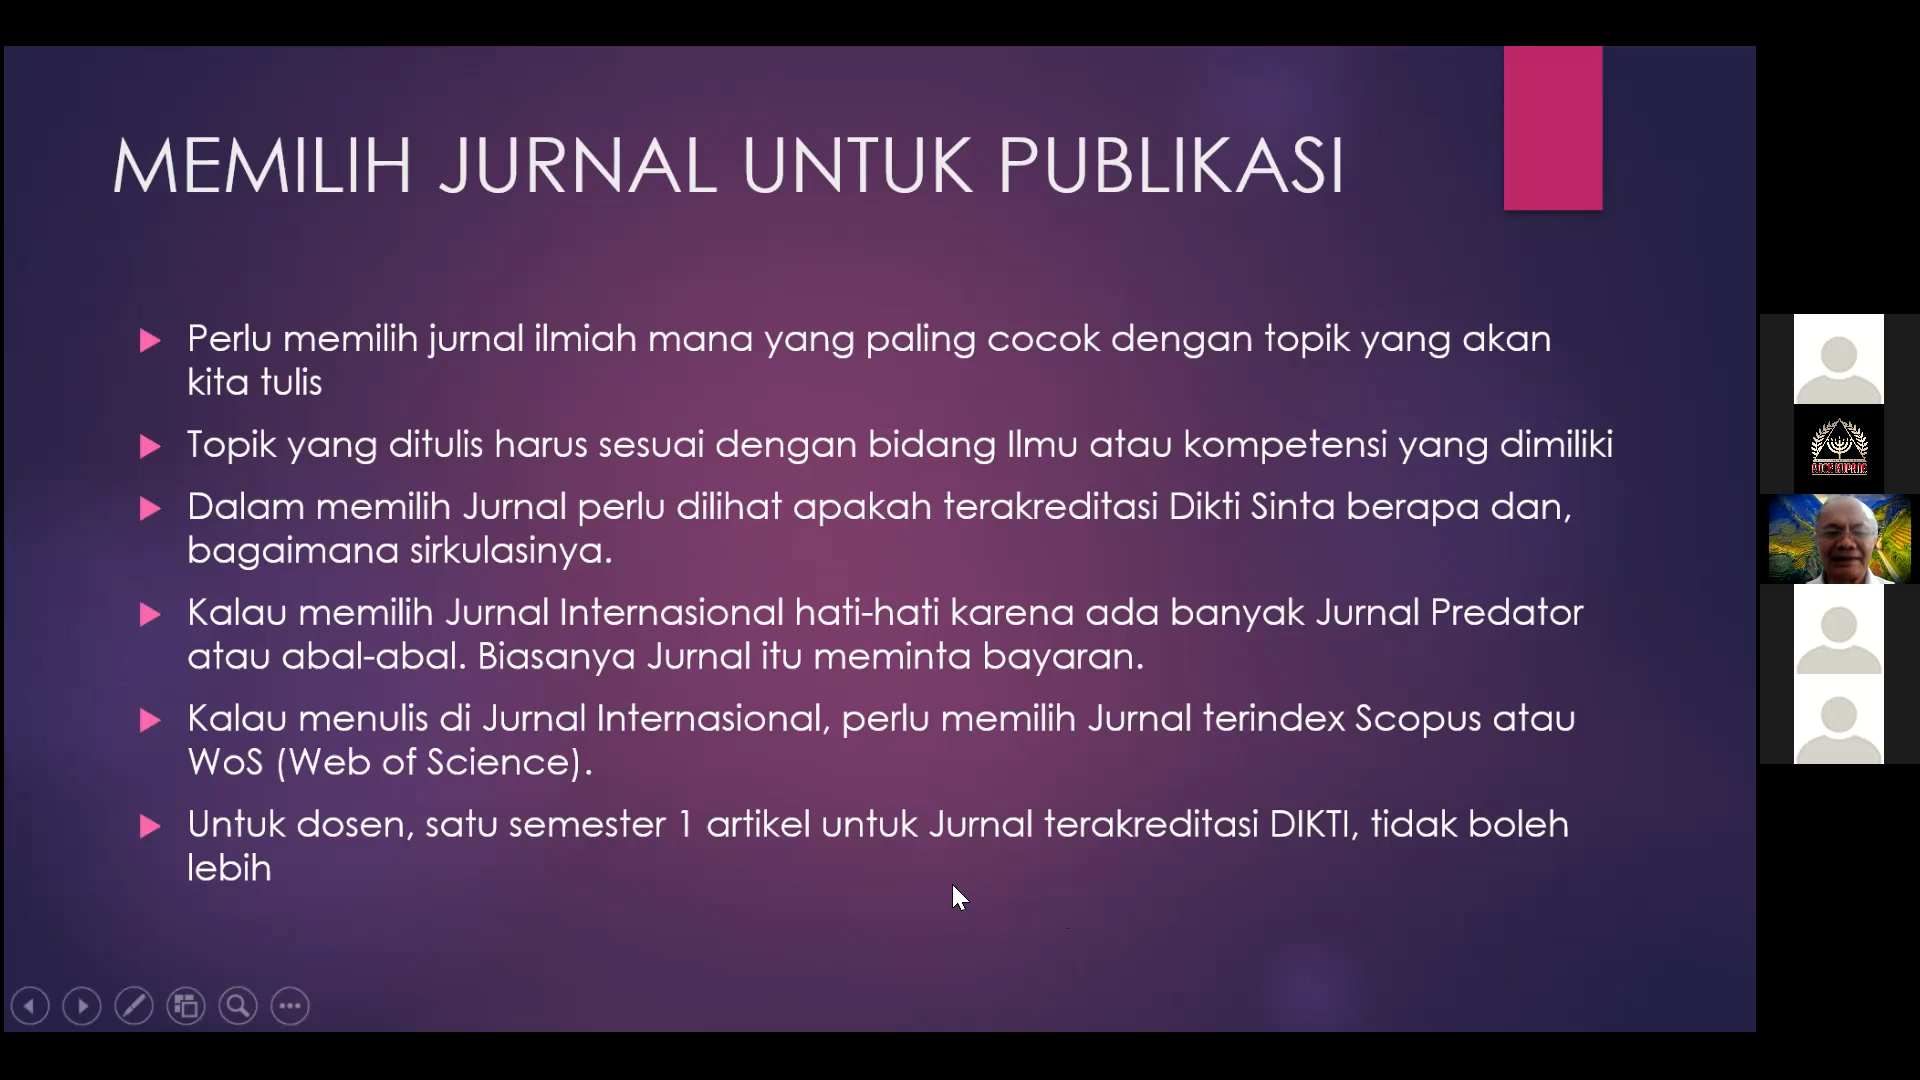 MEMILIH JURNAL UNTUK PUBLIKASI
Perlu memilih jurnal ilmiah mana yang paling cocok dengan topik yang akan
kita tulis
Topik yang ditulis harus sesuai dengan bidang Ilmu atau kompetensi yang dimiliki
Dalam memilih Jurnal perlu dilihat apakah terakreditasi Dikti Sinta berapa dan,
bagaimana sirkulasinya.
Kalau memilih Jurnal Internasional hati-hati karena ada banyak Jurnal Predator
atau abal-abal. Biasanya Jurnal itu meminta bayaran.
Kalau menulis di Jurnal Internasional, perlu memilih Jurnal terindex Scopus atau
WoS (Web of Science).
Untuk dosen, satu semester 1 artikel untuk Jurnal terakreditasi DIKTI, tidak boleh
lebih